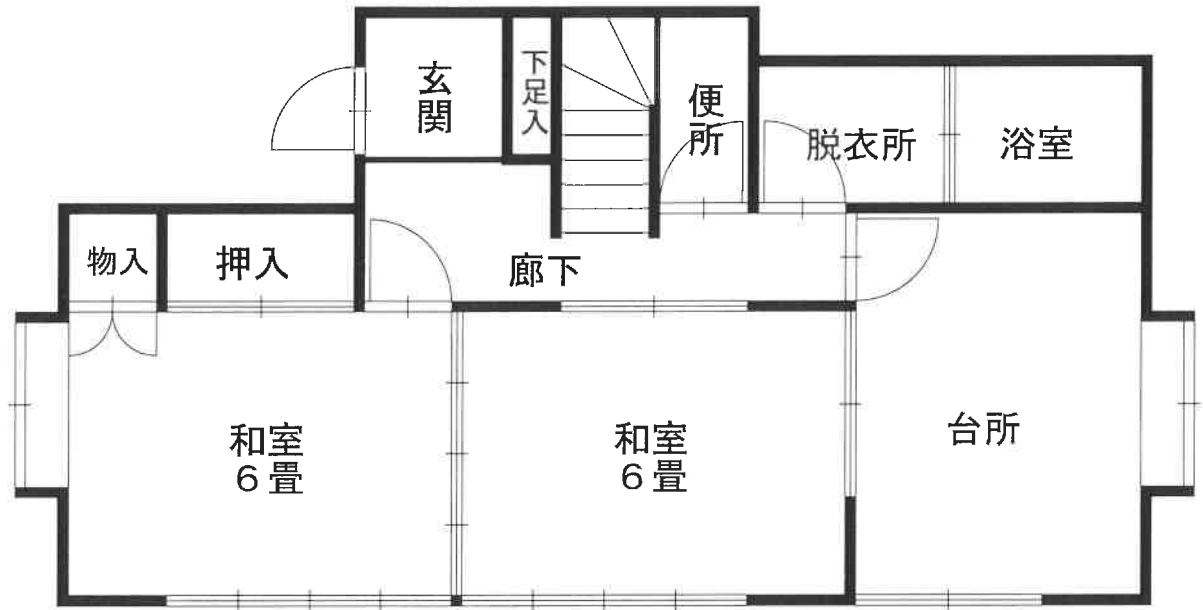 玄
関
下
足
入
便
所
脱衣所
浴室
物入
押入
廊下
和室
6畳
和室
6畳
台所